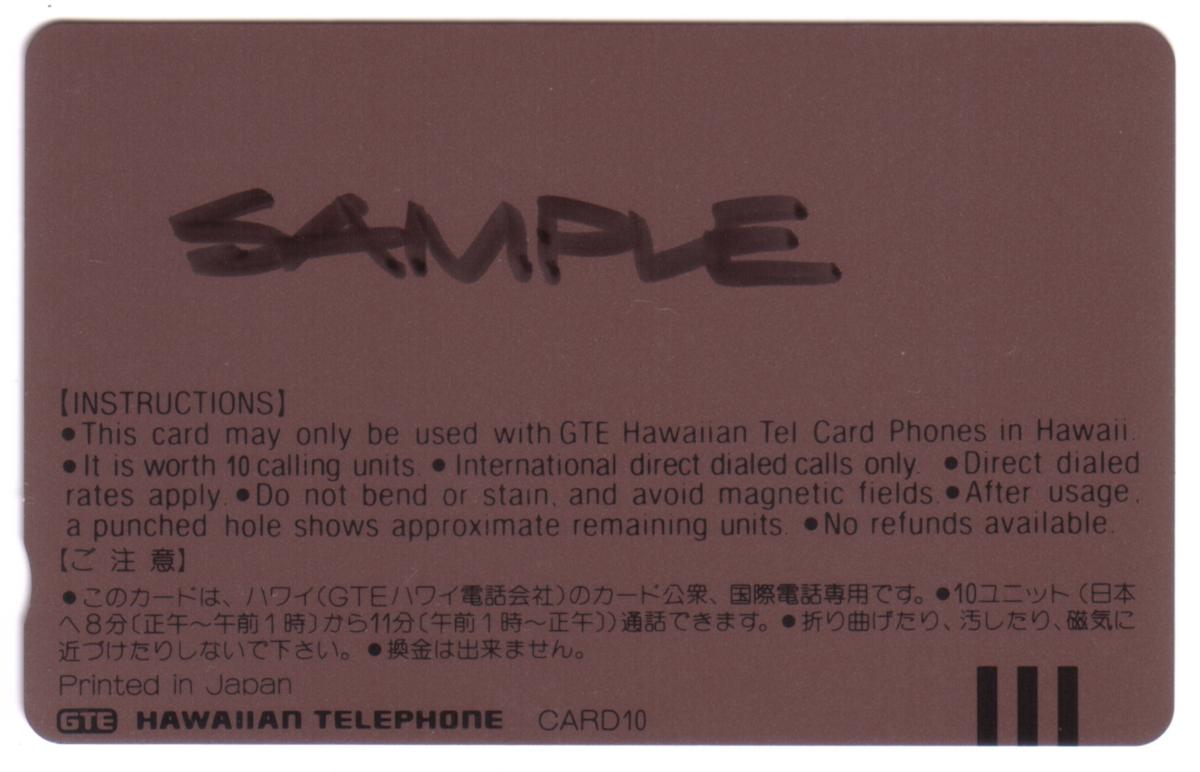 SAMPLE
【INSTRUCTIONS】
●This card may only be used with GTE Hawaiian Tel Card Phones in Hawaii.
●It is worth 10 calling units. ●International direct dialed calls only. ●Direct dialed
rates apply. ●Do not bend or stain, and avoid magnetic fields. ●After usage,
a punched hole shows approximate remaining units. ●No refunds available.
【ご注意】
●このカードは、ハワイ(GTEハワイ電話会社)のカード公衆、国際電話専用です。●10ユニット(日本
へ8分〔正午〜午前1時〕から11分〔午前1時〜正午〕)通話できます。●折り曲げたり、汚したり、磁気に
近づけたりしないで下さい。●換金は出来ません。
Printed in Japan
GTE HAWAIIAN TELEPHONE CARD10